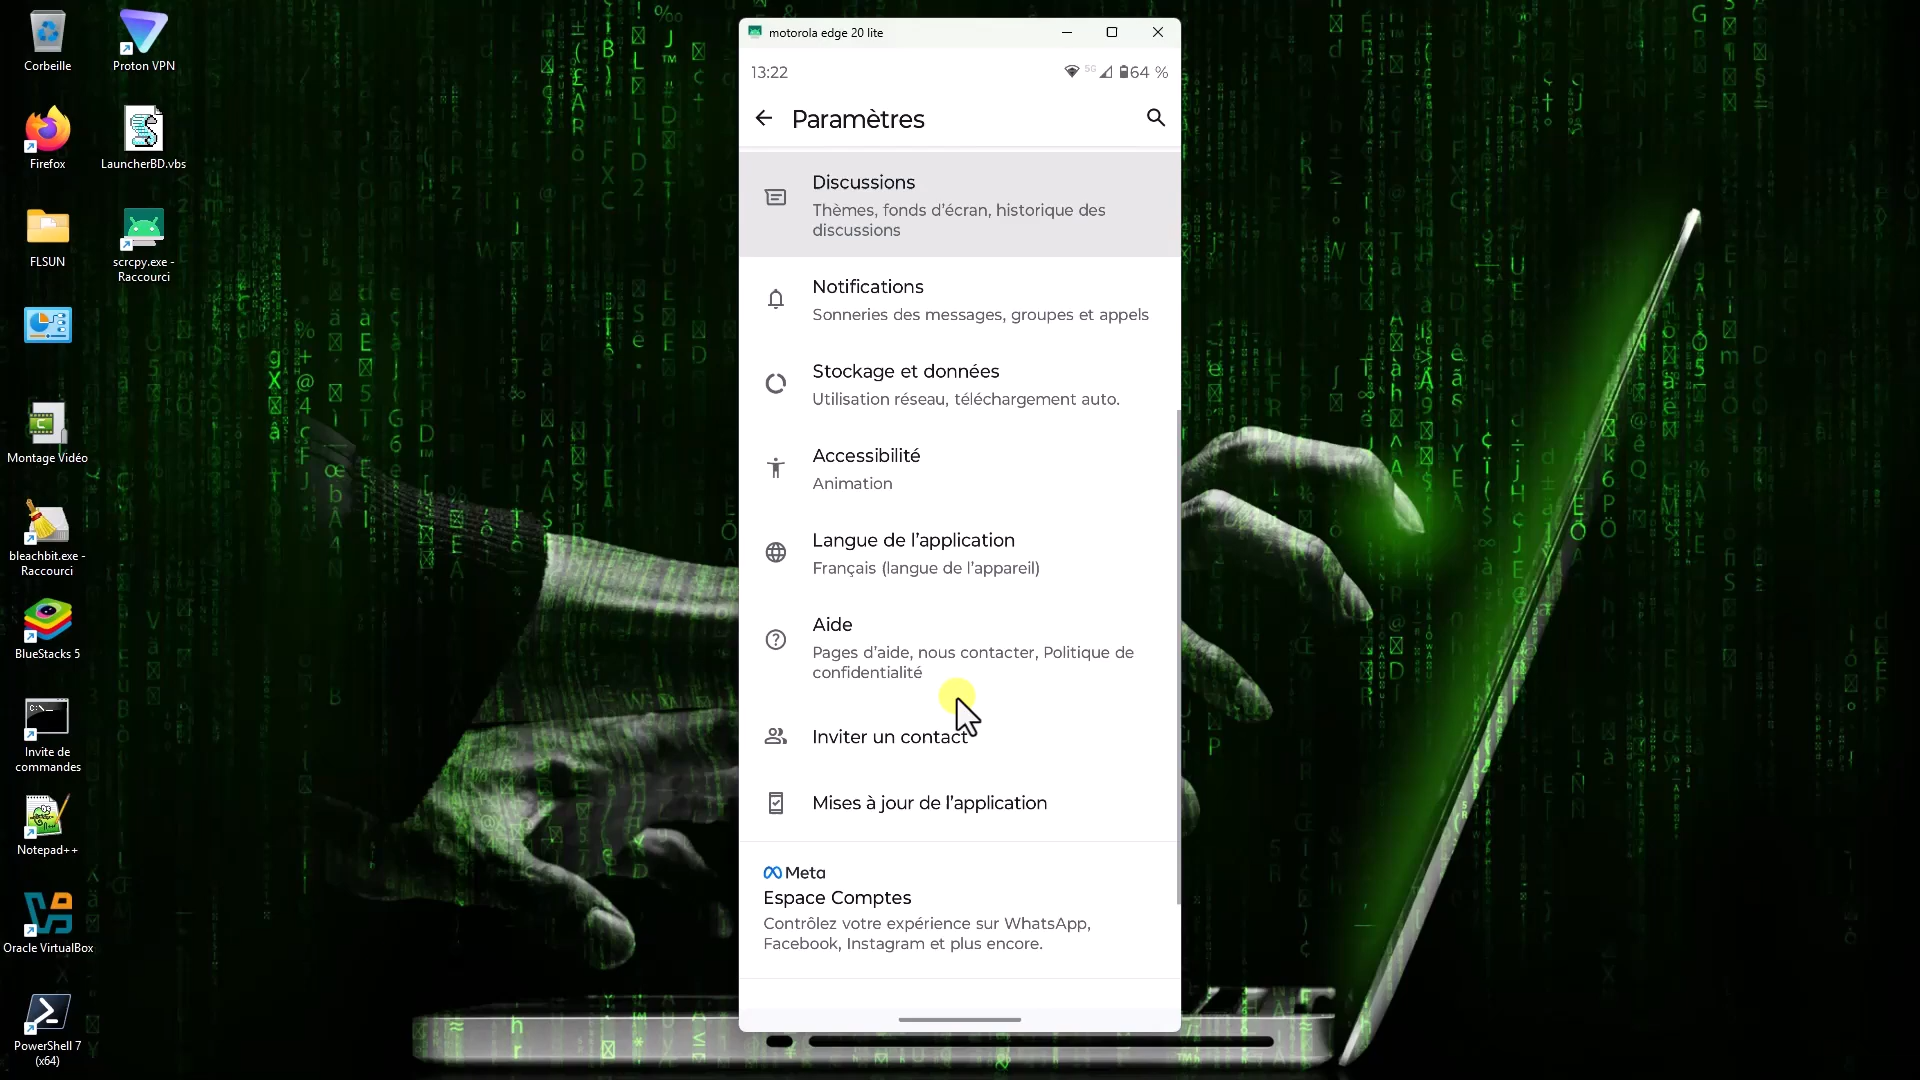 Corbeille
Proton VPN
Firefox
LauncherBD.vbs
FLSUN
scrcpy.exe -
Raccourci
Montage Vidéo
bleachbit.exe -
Raccourci
BlueStacks 5
Invite de
commandes
Notepad++
Oracle VirtualBox
PowerShell 7
(x64)
motorola edge 20 lite
13:22
5G
64 %
Paramètres
Discussions
Thèmes, fonds d'écran, historique des
discussions
Notifications
Sonneries des messages, groupes et appels
Stockage et données
Utilisation réseau, téléchargement auto.
Accessibilité
Animation
Langue de l'application
Français (langue de l'appareil)
Aide
Pages d'aide, nous contacter, Politique de
confidentialité
Inviter un contact
Mises à jour de l'application
Meta
Espace Comptes
Contrôlez votre expérience sur WhatsApp,
Facebook, Instagram et plus encore.